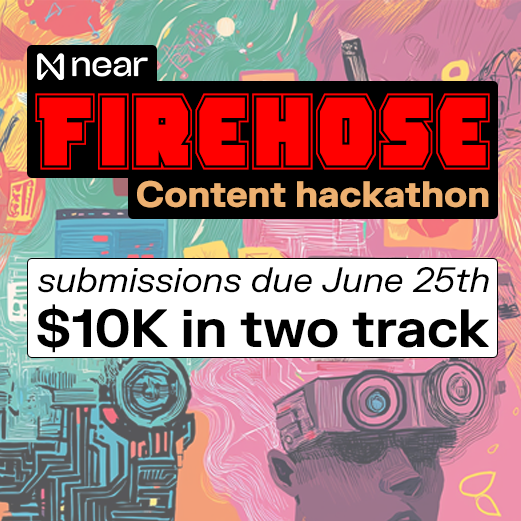 near
FIREHOSE
Content hackathon
submissions due June 25th
$10K in two track